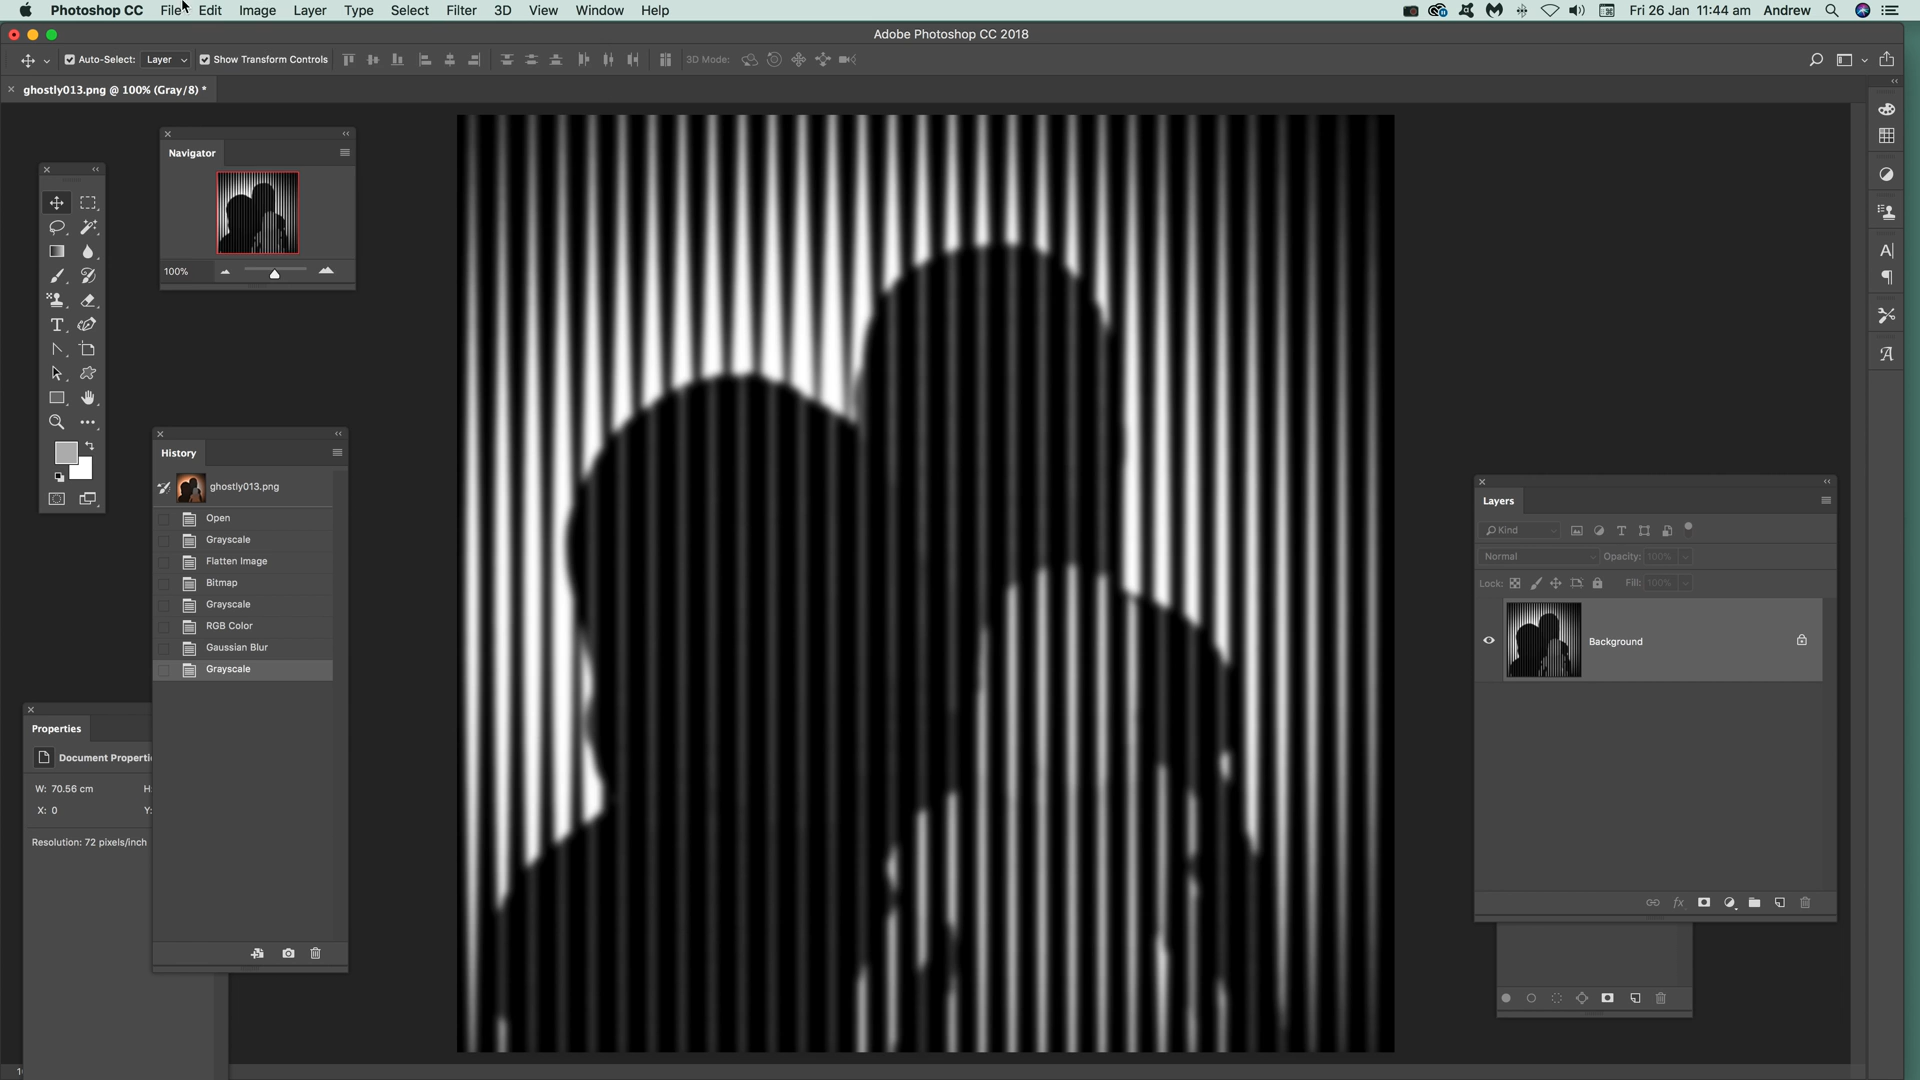 Photoshop CC File Edit Image Layer Type Select Filter 3D View Window Help Fri 26 Jan 11:44 am Andrew
Adobe Photoshop CC 2018
Auto-Select: Layer Show Transform Controls 3D Mode:
ghostly013.png @ 100% (Gray/8) *
Navigator
100%
History
ghostly013.png
Open
Grayscale
Flatten Image
Bitmap
Grayscale
RGB Color
Gaussian Blur
Grayscale
Properties
Document Properti
W: 70.56 cm H:
X: 0 Y:
Resolution: 72 pixels/inch
Layers
Kind
Normal Opacity: 100%
Lock: Fill: 100%
Background